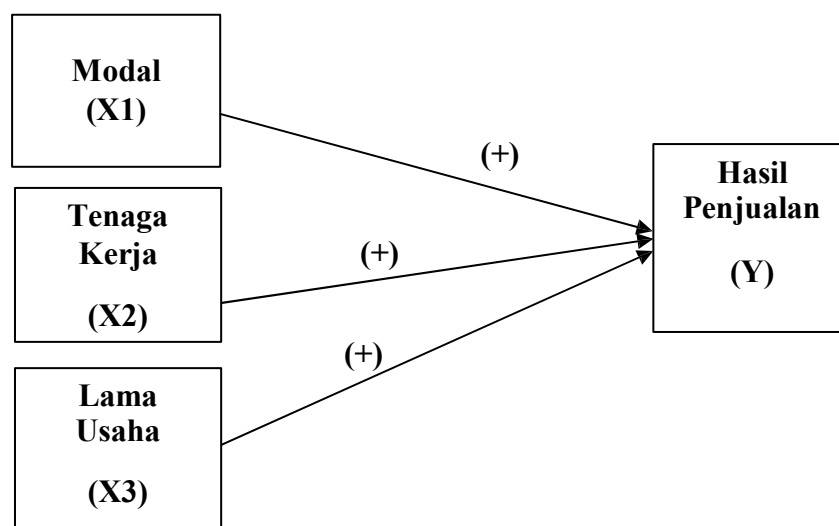 Modal
(X1)
(+)
Hasil
Penjualan
(Y)
Tenaga
Kerja
(X2)
(+)
(+)
Lama
Usaha
(X3)